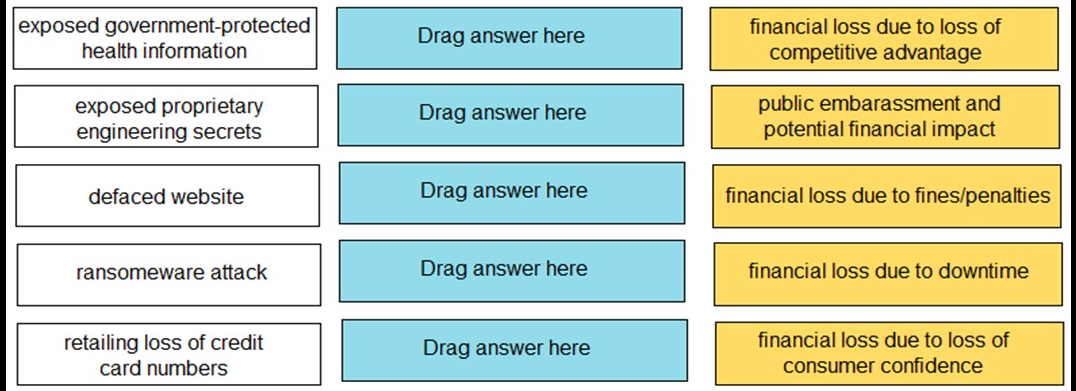 exposed government-protected
health information
Drag answer here
financial loss due to loss of
competitive advantage
exposed proprietary
engineering secrets
Drag answer here
public embarassment and
potential financial impact
defaced website
Drag answer here
financial loss due to fines/penalties
ransomeware attack
Drag answer here
financial loss due to downtime
retailing loss of credit
card numbers
Drag answer here
financial loss due to loss of
consumer confidence